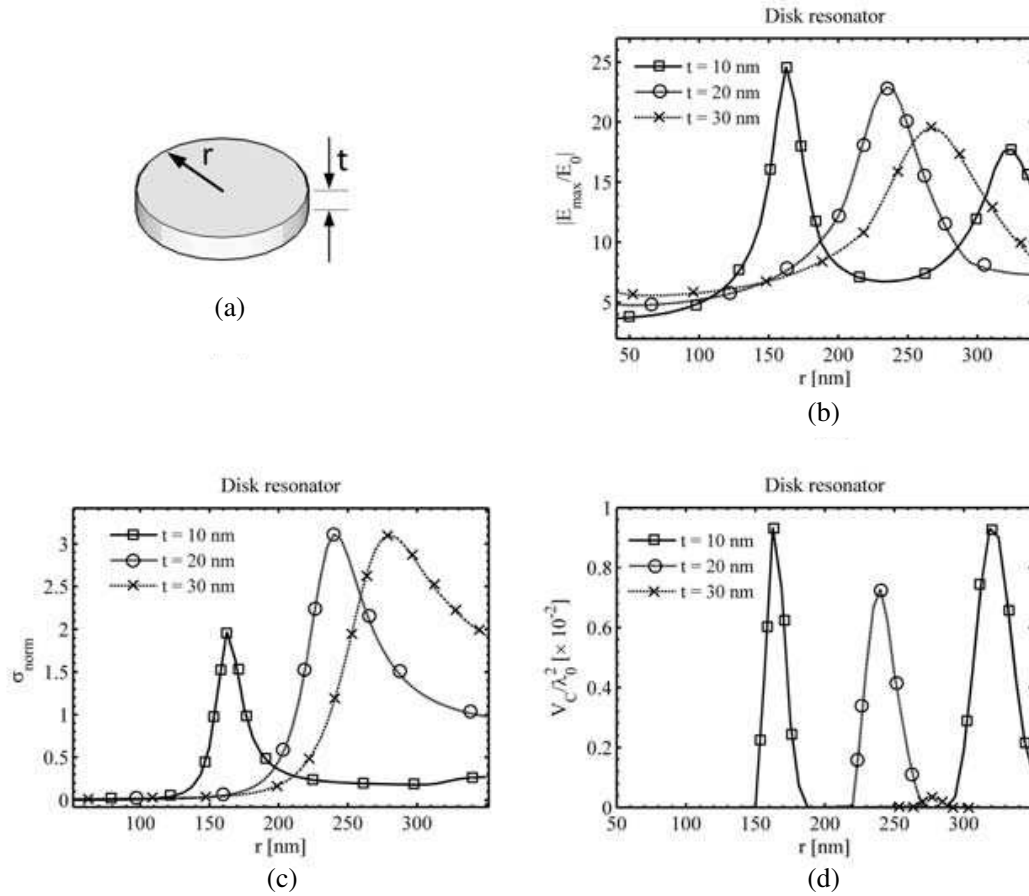 r
t
(a)
Disk resonator
t = 10 nm
t = 20 nm
t = 30 nm
|E_max/E_0|
25
20
15
10
5
50 100 150 200 250 300
r [nm]
(b)
Disk resonator
t = 10 nm
t = 20 nm
t = 30 nm
σ_norm
3
2.5
2
1.5
1
0.5
0
100 150 200 250 300
r [nm]
(c)
Disk resonator
t = 10 nm
t = 20 nm
t = 30 nm
V_C/λ_0^2 [× 10^-2]
1
0.8
0.6
0.4
0.2
0
50 100 150 200 250 300
r [nm]
(d)